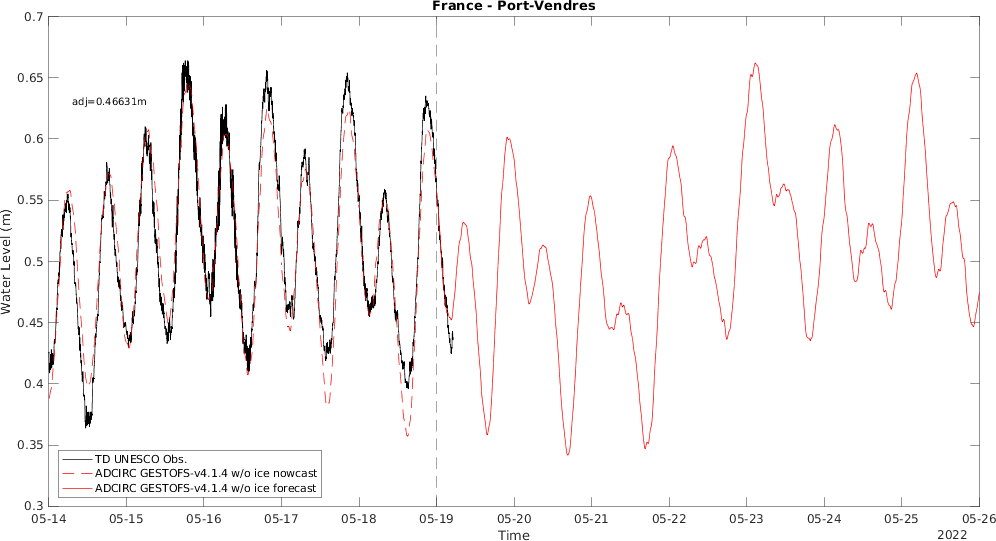 France - Port-Vendres
0.7
0.65
0.6
0.55
0.5
0.45
0.4
0.35
0.3
Water Level (m)
adj=0.46631m
TD UNESCO Obs.
ADCIRC GESTOFS-v4.1.4 w/o ice nowcast
ADCIRC GESTOFS-v4.1.4 w/o ice forecast
05-14 05-15 05-16 05-17 05-18 05-19 05-20 05-21 05-22 05-23 05-24 05-25 05-26
Time
2022